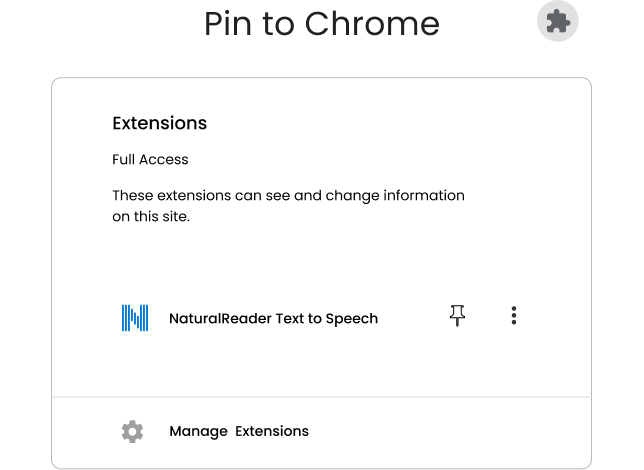 Pin to Chrome
Extensions
Full Access
These extensions can see and change information
on this site.
NaturalReader Text to Speech
Manage Extensions